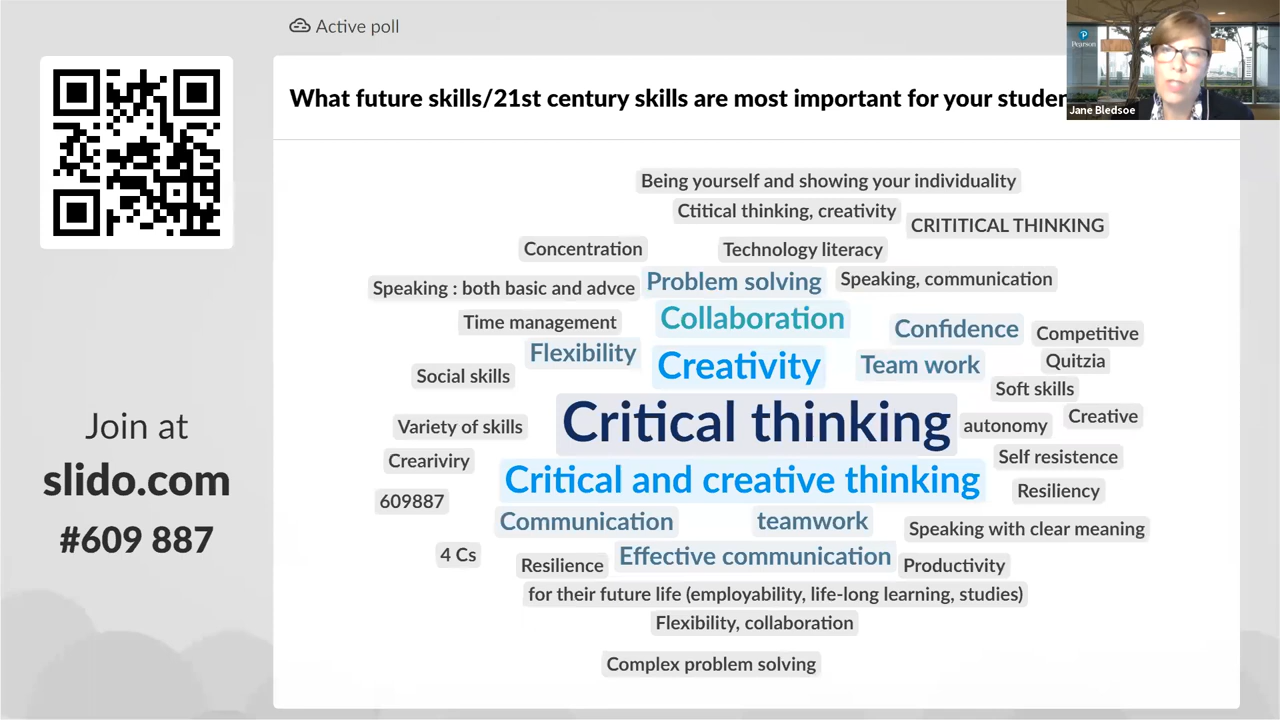 Active poll
What future skills/21st century skills are most important for your studen
Pearson
Jane Bledsoe
Being yourself and showing your individuality
Ctitical thinking, creativity
CRITITICAL THINKING
Concentration
Technology literacy
Speaking : both basic and advce
Problem solving
Speaking, communication
Time management
Collaboration
Confidence
Competitive
Flexibility
Creativity
Team work
Quitzia
Social skills
Soft skills
Variety of skills
Critical thinking
autonomy
Creative
Creariviry
Critical and creative thinking
Self resistence
609887
Resiliency
Communication
teamwork
Speaking with clear meaning
4 Cs
Resilience
Effective communication
Productivity
for their future life (employability, life-long learning, studies)
Flexibility, collaboration
Complex problem solving
Join at
slido.com
#609 887